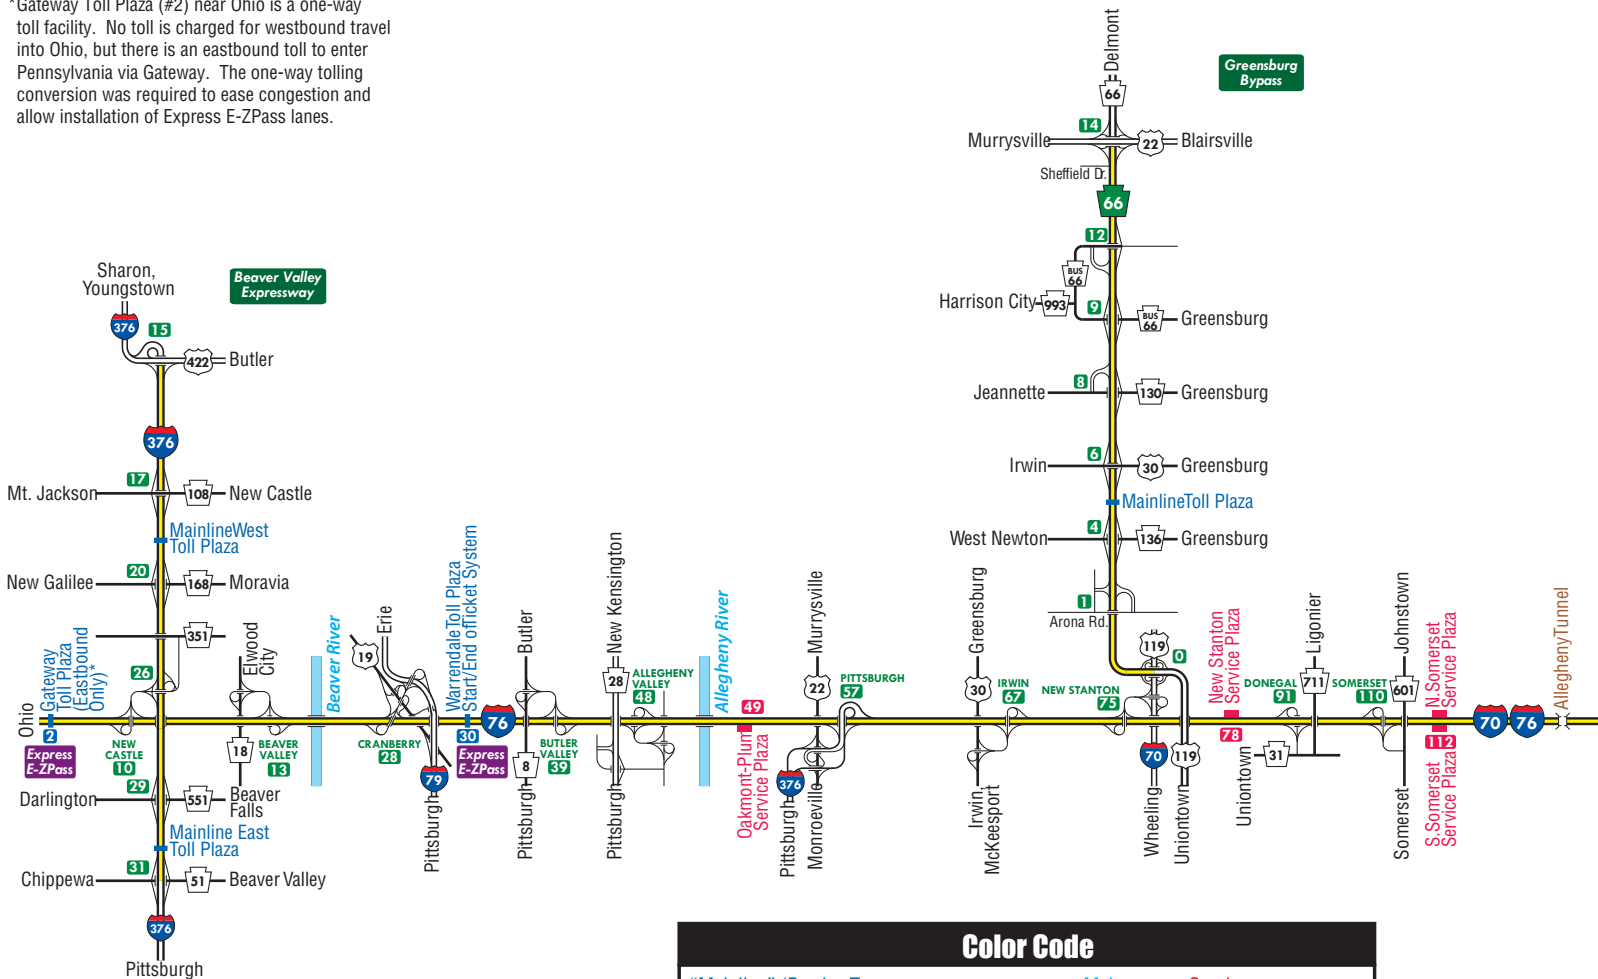 *Gateway Toll Plaza (#2) near Ohio is a one-way
toll facility. No toll is charged for westbound travel
into Ohio, but there is an eastbound toll to enter
Pennsylvania via Gateway. The one-way tolling
conversion was required to ease congestion and
allow installation of Express E-ZPass lanes.
Greensburg
Bypass
Delmont
66
14
Murrysville
22
Blairsville
Sheffield Dr.
66
12
BUS
66
Harrison City
993
9
BUS
66
Greensburg
8
Jeannette
130
Greensburg
6
Irwin
30
Greensburg
MainlineToll Plaza
4
West Newton
136
Greensburg
1
Arona Rd.
119
0
Sharon,
Youngstown
Beaver Valley
Expressway
376
15
422
Butler
376
17
Mt. Jackson
108
New Castle
MainlineWest
Toll Plaza
20
New Galilee
168
Moravia
351
26
Ohio
Gateway
Toll Plaza
(Eastbound
Only)*
2
Express
E-ZPass
NEW
CASTLE
10
29
Darlington
551
Beaver
Falls
Mainline East
Toll Plaza
31
Chippewa
51
Beaver Valley
376
Pittsburgh
Elwood
City
18
BEAVER
VALLEY
13
Beaver River
Erie
19
CRANBERRY
28
79
Pittsburgh
WarrendaleToll Plaza
Start/End ofTicket System
30
Express
E-ZPass
76
Butler
BUTLER
VALLEY
39
8
Pittsburgh
New Kensington
28
Pittsburgh
ALLEGHENY
VALLEY
48
Allegheny River
49
Oakmont-Plum
Service Plaza
Murrysville
22
PITTSBURGH
57
376
Pittsburgh
Monroeville
Greensburg
30
IRWIN
67
Irwin,
McKeesport
NEW STANTON
75
70
119
Wheeling
Uniontown
New Stanton
Service Plaza
78
DONEGAL
91
Ligonier
711
31
Uniontown
SOMERSET
110
Johnstown
601
Somerset
N.Somerset
Service Plaza
112
S.Somerset
Service Plaza
70
76
AlleghenyTunnel
Color Code